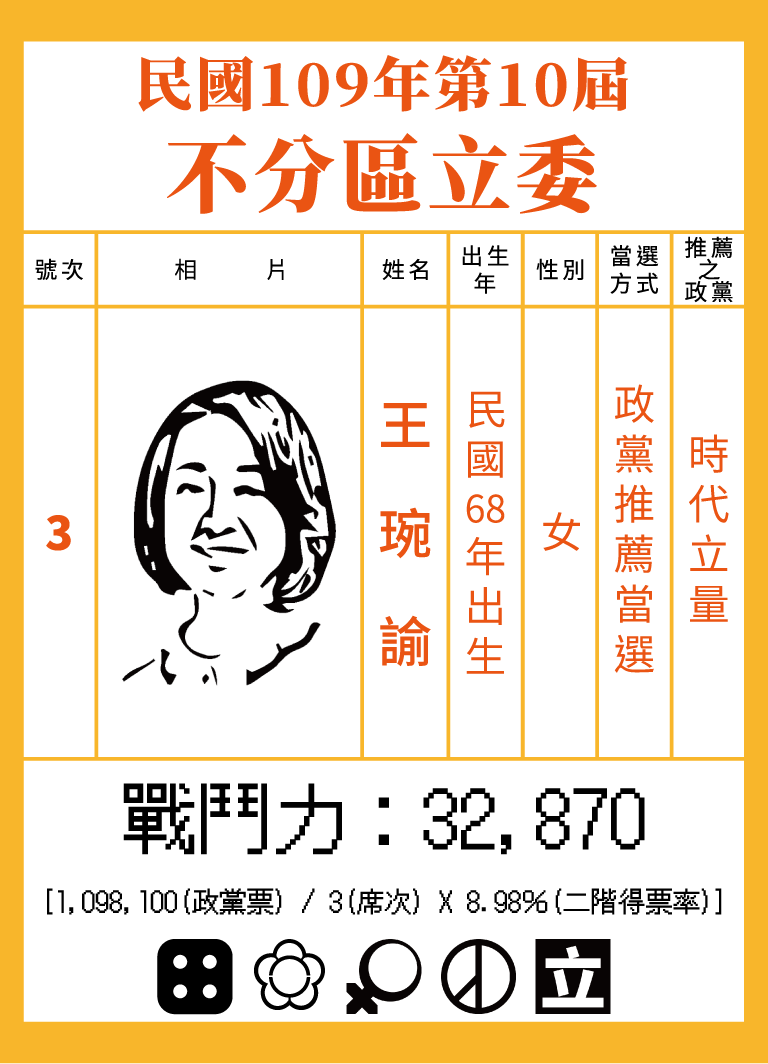 民國109年第10屆
不分區立委
號次
相 片
姓名
出生
年
性別
當選
方式
推薦
之
政黨
3
王琬諭
民國68年出生
女
政黨推薦當選
時代立量
戰鬥力：32,870
[1,098,100(政黨票) / 3(席次) X 8.98%(二階得票率)]
立